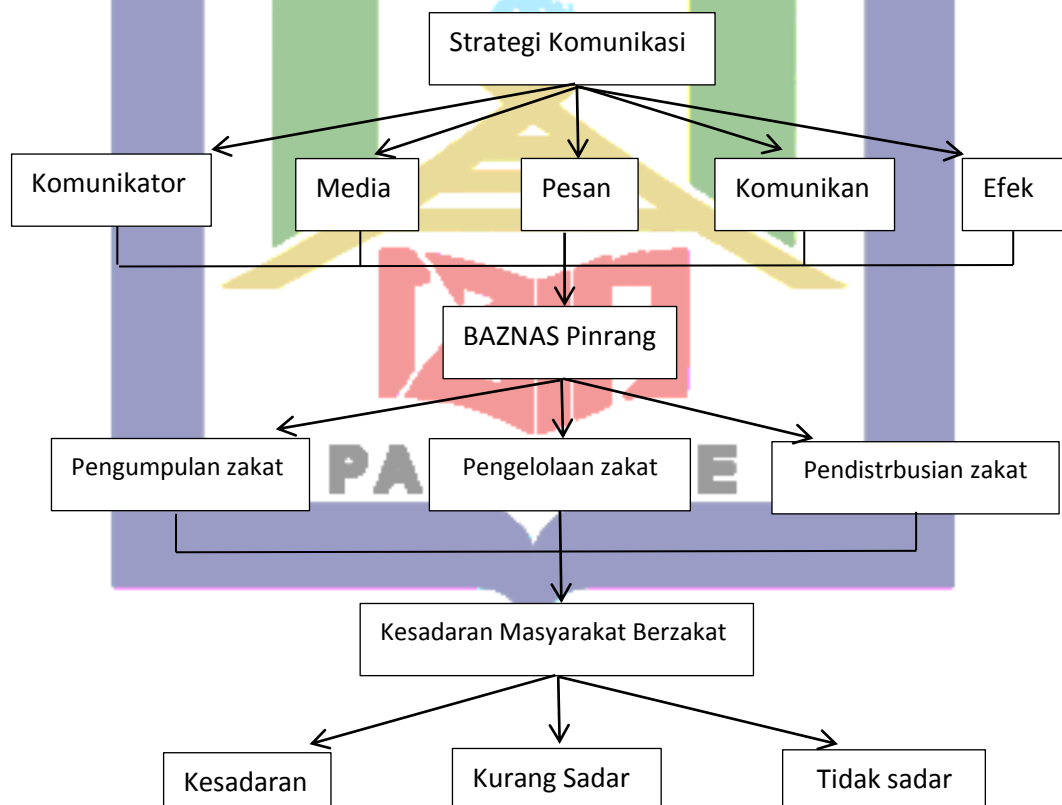 Strategi Komunikasi
Komunikator
Media
Pesan
Komunikan
Efek
BAZNAS Pinrang
Pengumpulan zakat
Pengelolaan zakat
Pendistrbusian zakat
PA
E
Kesadaran Masyarakat Berzakat
Kesadaran
Kurang Sadar
Tidak sadar